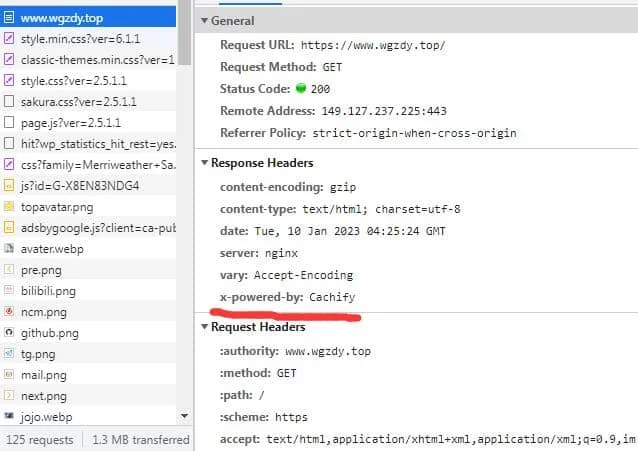 www.wgzdy.top
style.min.css?ver=6.1.1
classic-themes.min.css?ver=1
style.css?ver=2.5.1.1
sakura.css?ver=2.5.1.1
page.js?ver=2.5.1.1
hit?wp_statistics_hit_rest=yes.
css?family=Merriweather+Sa..
js?id=G-X8EN83NDG4
topavatar.png
adsbygoogle.js?client=ca-pub
avater.webp
pre.png
bilibili.png
ncm.png
github.png
tg.png
mail.png
next.png
jojo.webp
125 requests
1.3 MB transferred
General
Request URL: https://www.wgzdy.top/
Request Method: GET
Status Code: 200
Remote Address: 149.127.237.225:443
Referrer Policy: strict-origin-when-cross-origin
Response Headers
content-encoding: gzip
content-type: text/html; charset=utf-8
date: Tue, 10 Jan 2023 04:25:24 GMT
server: nginx
vary: Accept-Encoding
x-powered-by: Cachify
Request Headers
:authority: www.wgzdy.top
:method: GET
:path: /
:scheme: https
accept: text/html,application/xhtml+xml,application/xml;q=0.9,im